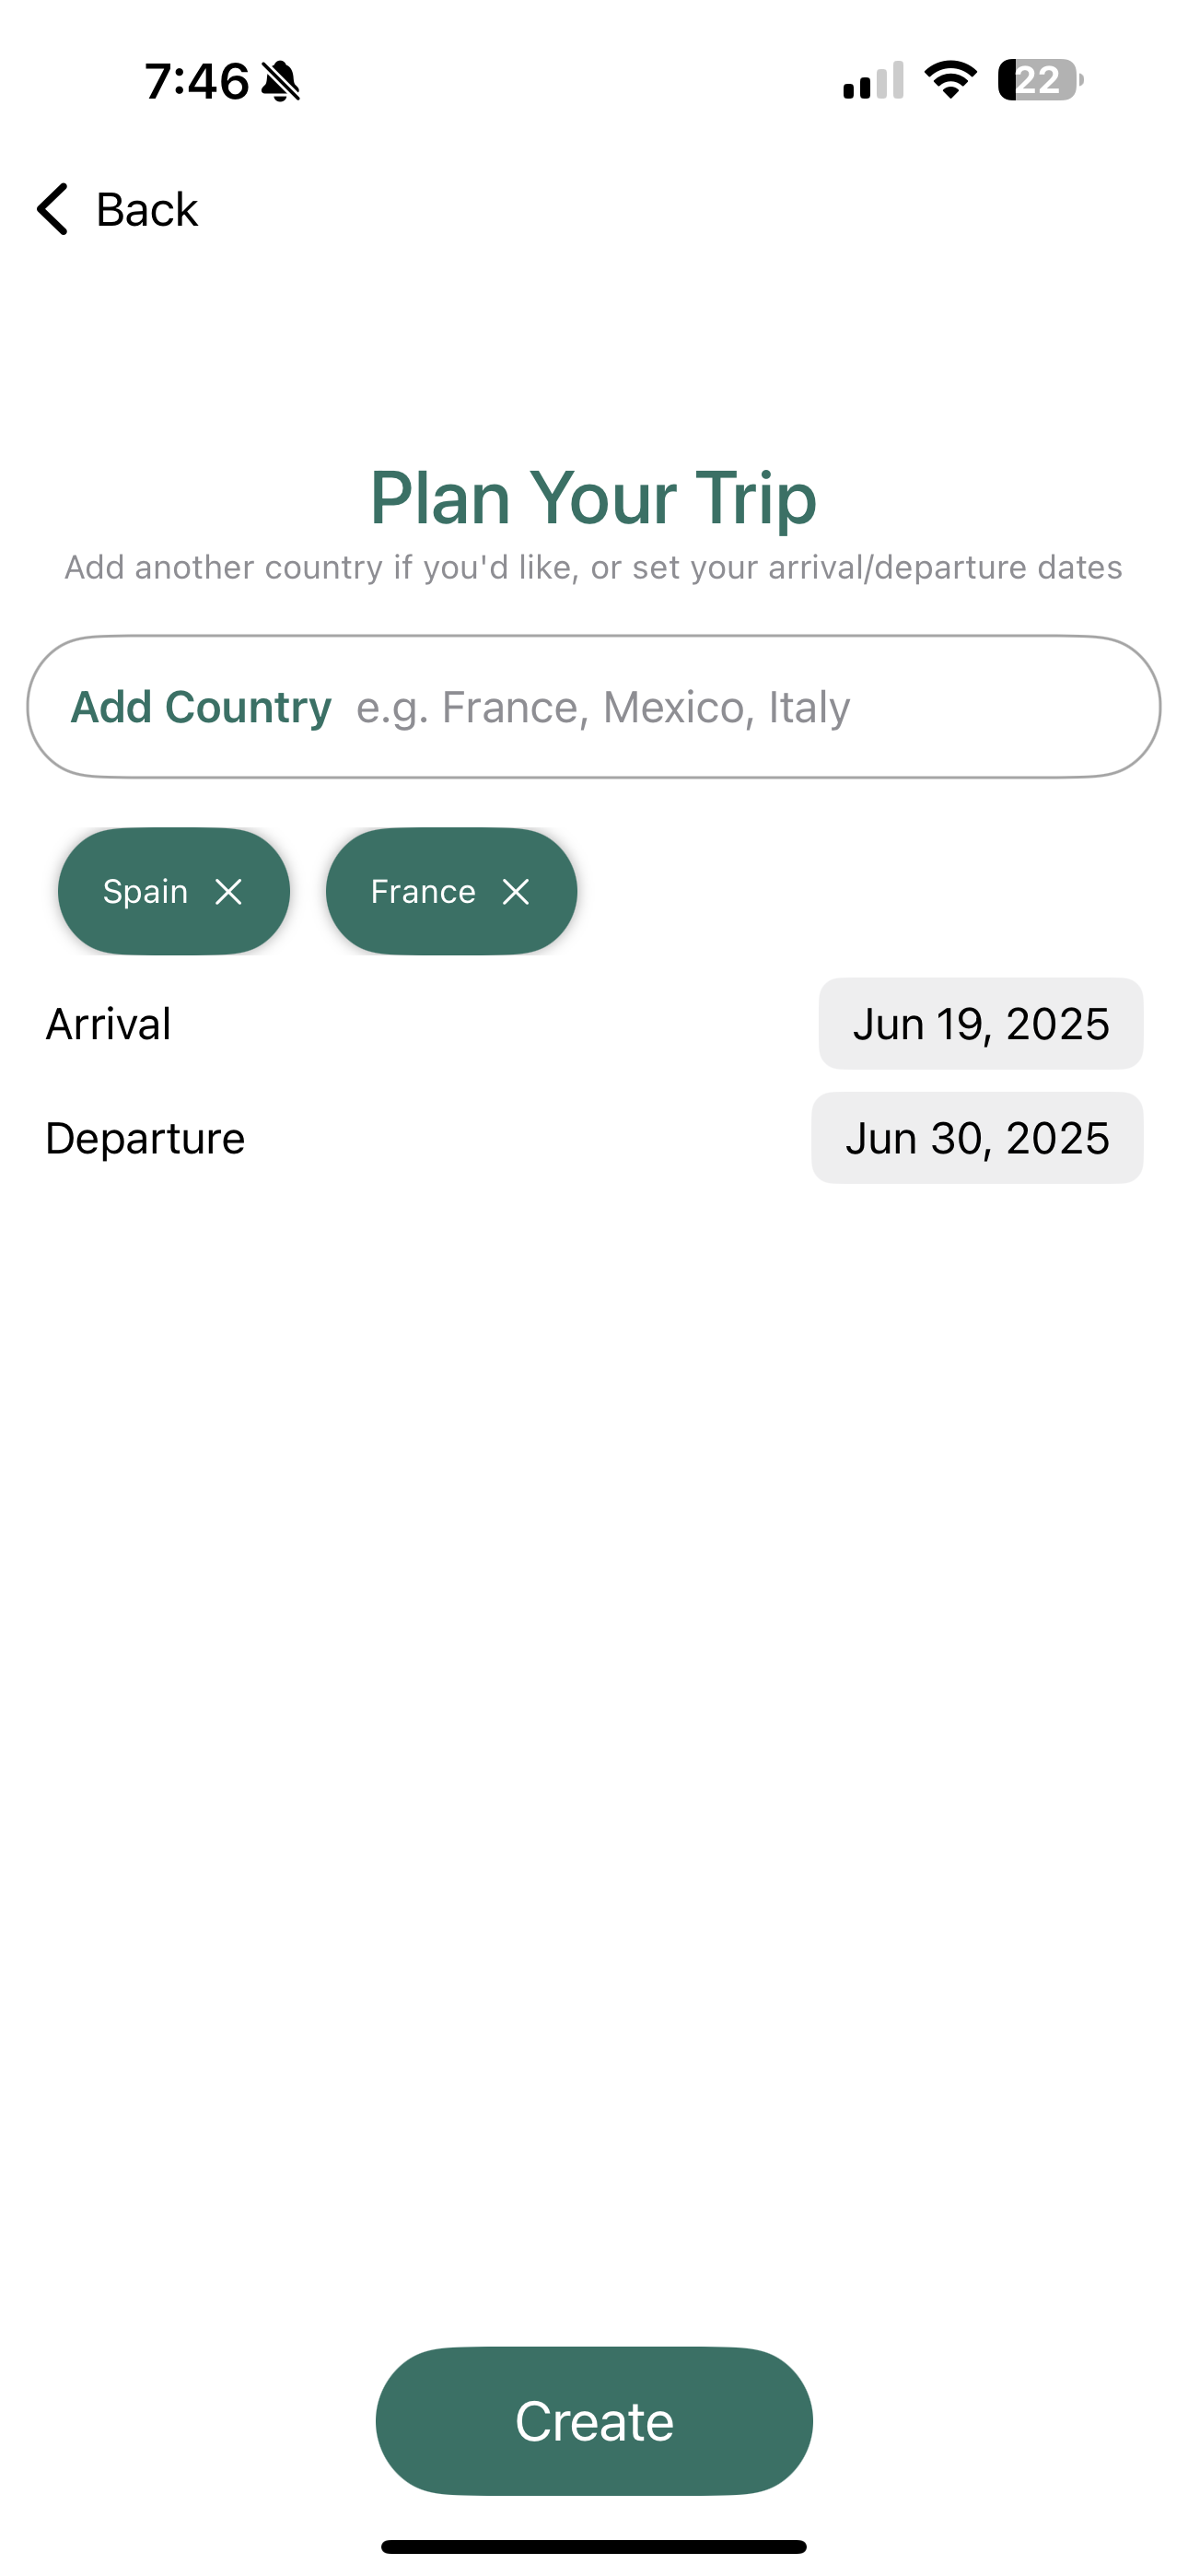 7:46
22
Back
Plan Your Trip
Add another country if you'd like, or set your arrival/departure dates
Add Country e.g. France, Mexico, Italy
Spain France
Arrival Jun 19, 2025
Departure Jun 30, 2025
Create